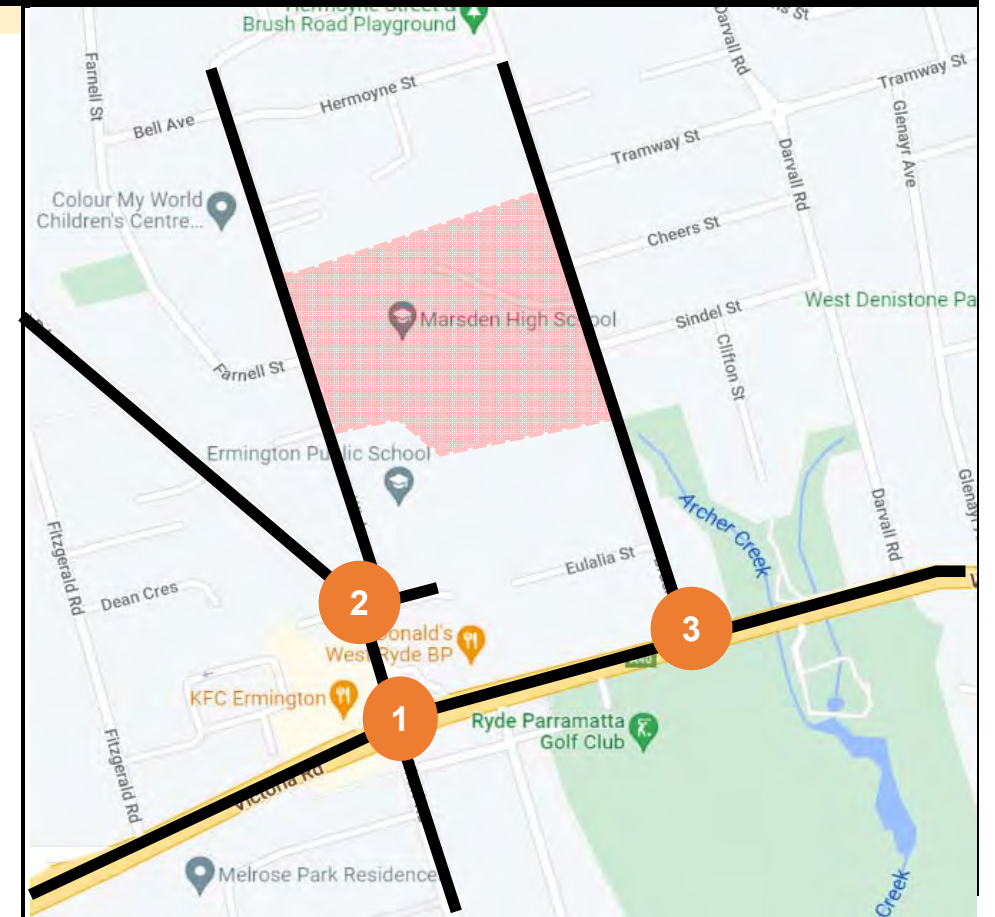 Brush Road Playground
Darvall Rd
Tramway St
Farnell St
Hermoyne St
Bell Ave
Glenayr Ave
Tramway St
Darvall Rd
Colour My World
Children's Centre...
Cheers St
West Denistone Pa
Marsden High School
Sindel St
Farnell St
Clifton St
Ermington Public School
Archer Creek
Darvall Rd
Fitzgerald Rd
Eulalia St
Dean Cres
2
3
onald's
West Ryde BP
KFC Ermington
1
Ryde Parramatta
Golf Club
Fitzgerald Rd
Victoria Rd
Melrose Park Residence
Creek